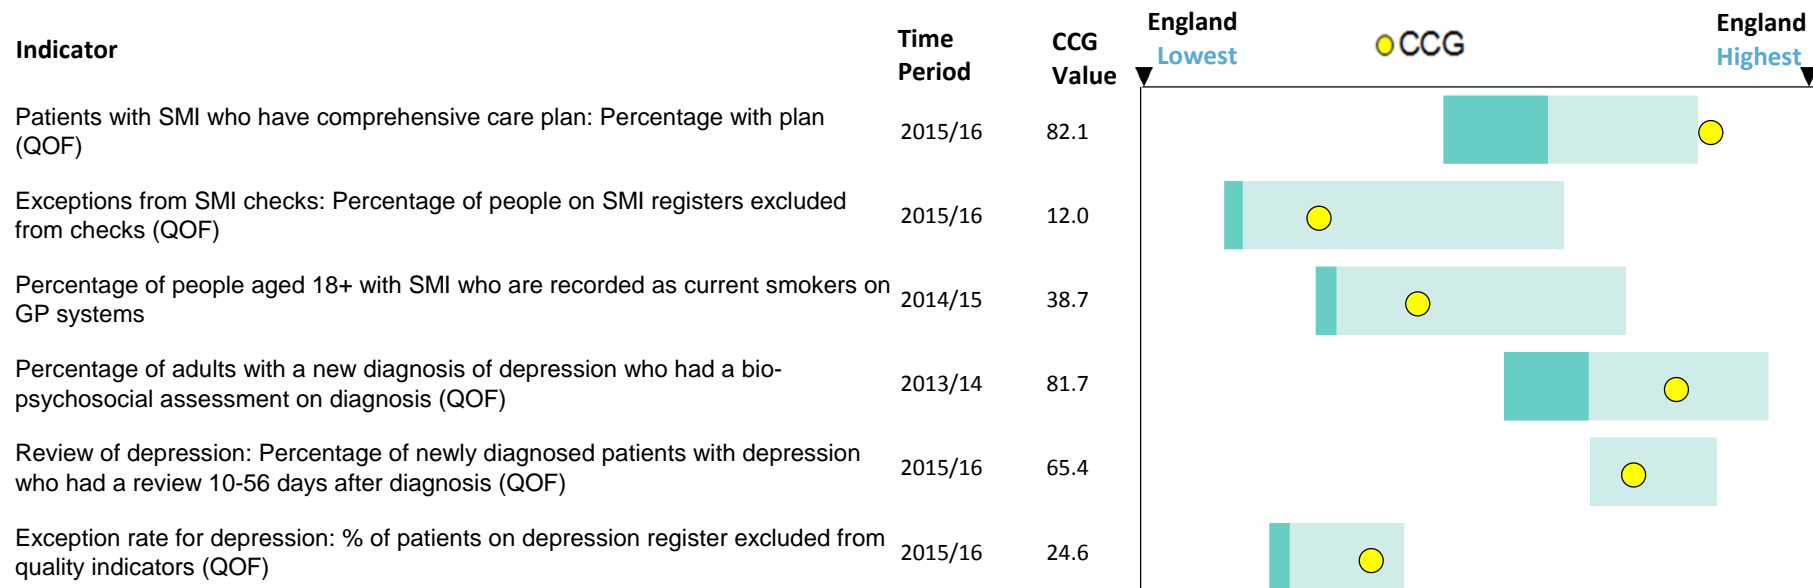 Indicator
Time
Period
CCG
Value
England
Lowest
CCG
England
Highest
Patients with SMI who have comprehensive care plan: Percentage with plan
(QOF)
2015/16
82.1
Exceptions from SMI checks: Percentage of people on SMI registers excluded
from checks (QOF)
2015/16
12.0
Percentage of people aged 18+ with SMI who are recorded as current smokers on
GP systems
2014/15
38.7
Percentage of adults with a new diagnosis of depression who had a bio-
psychosocial assessment on diagnosis (QOF)
2013/14
81.7
Review of depression: Percentage of newly diagnosed patients with depression
who had a review 10-56 days after diagnosis (QOF)
2015/16
65.4
Exception rate for depression: % of patients on depression register excluded from
quality indicators (QOF)
2015/16
24.6